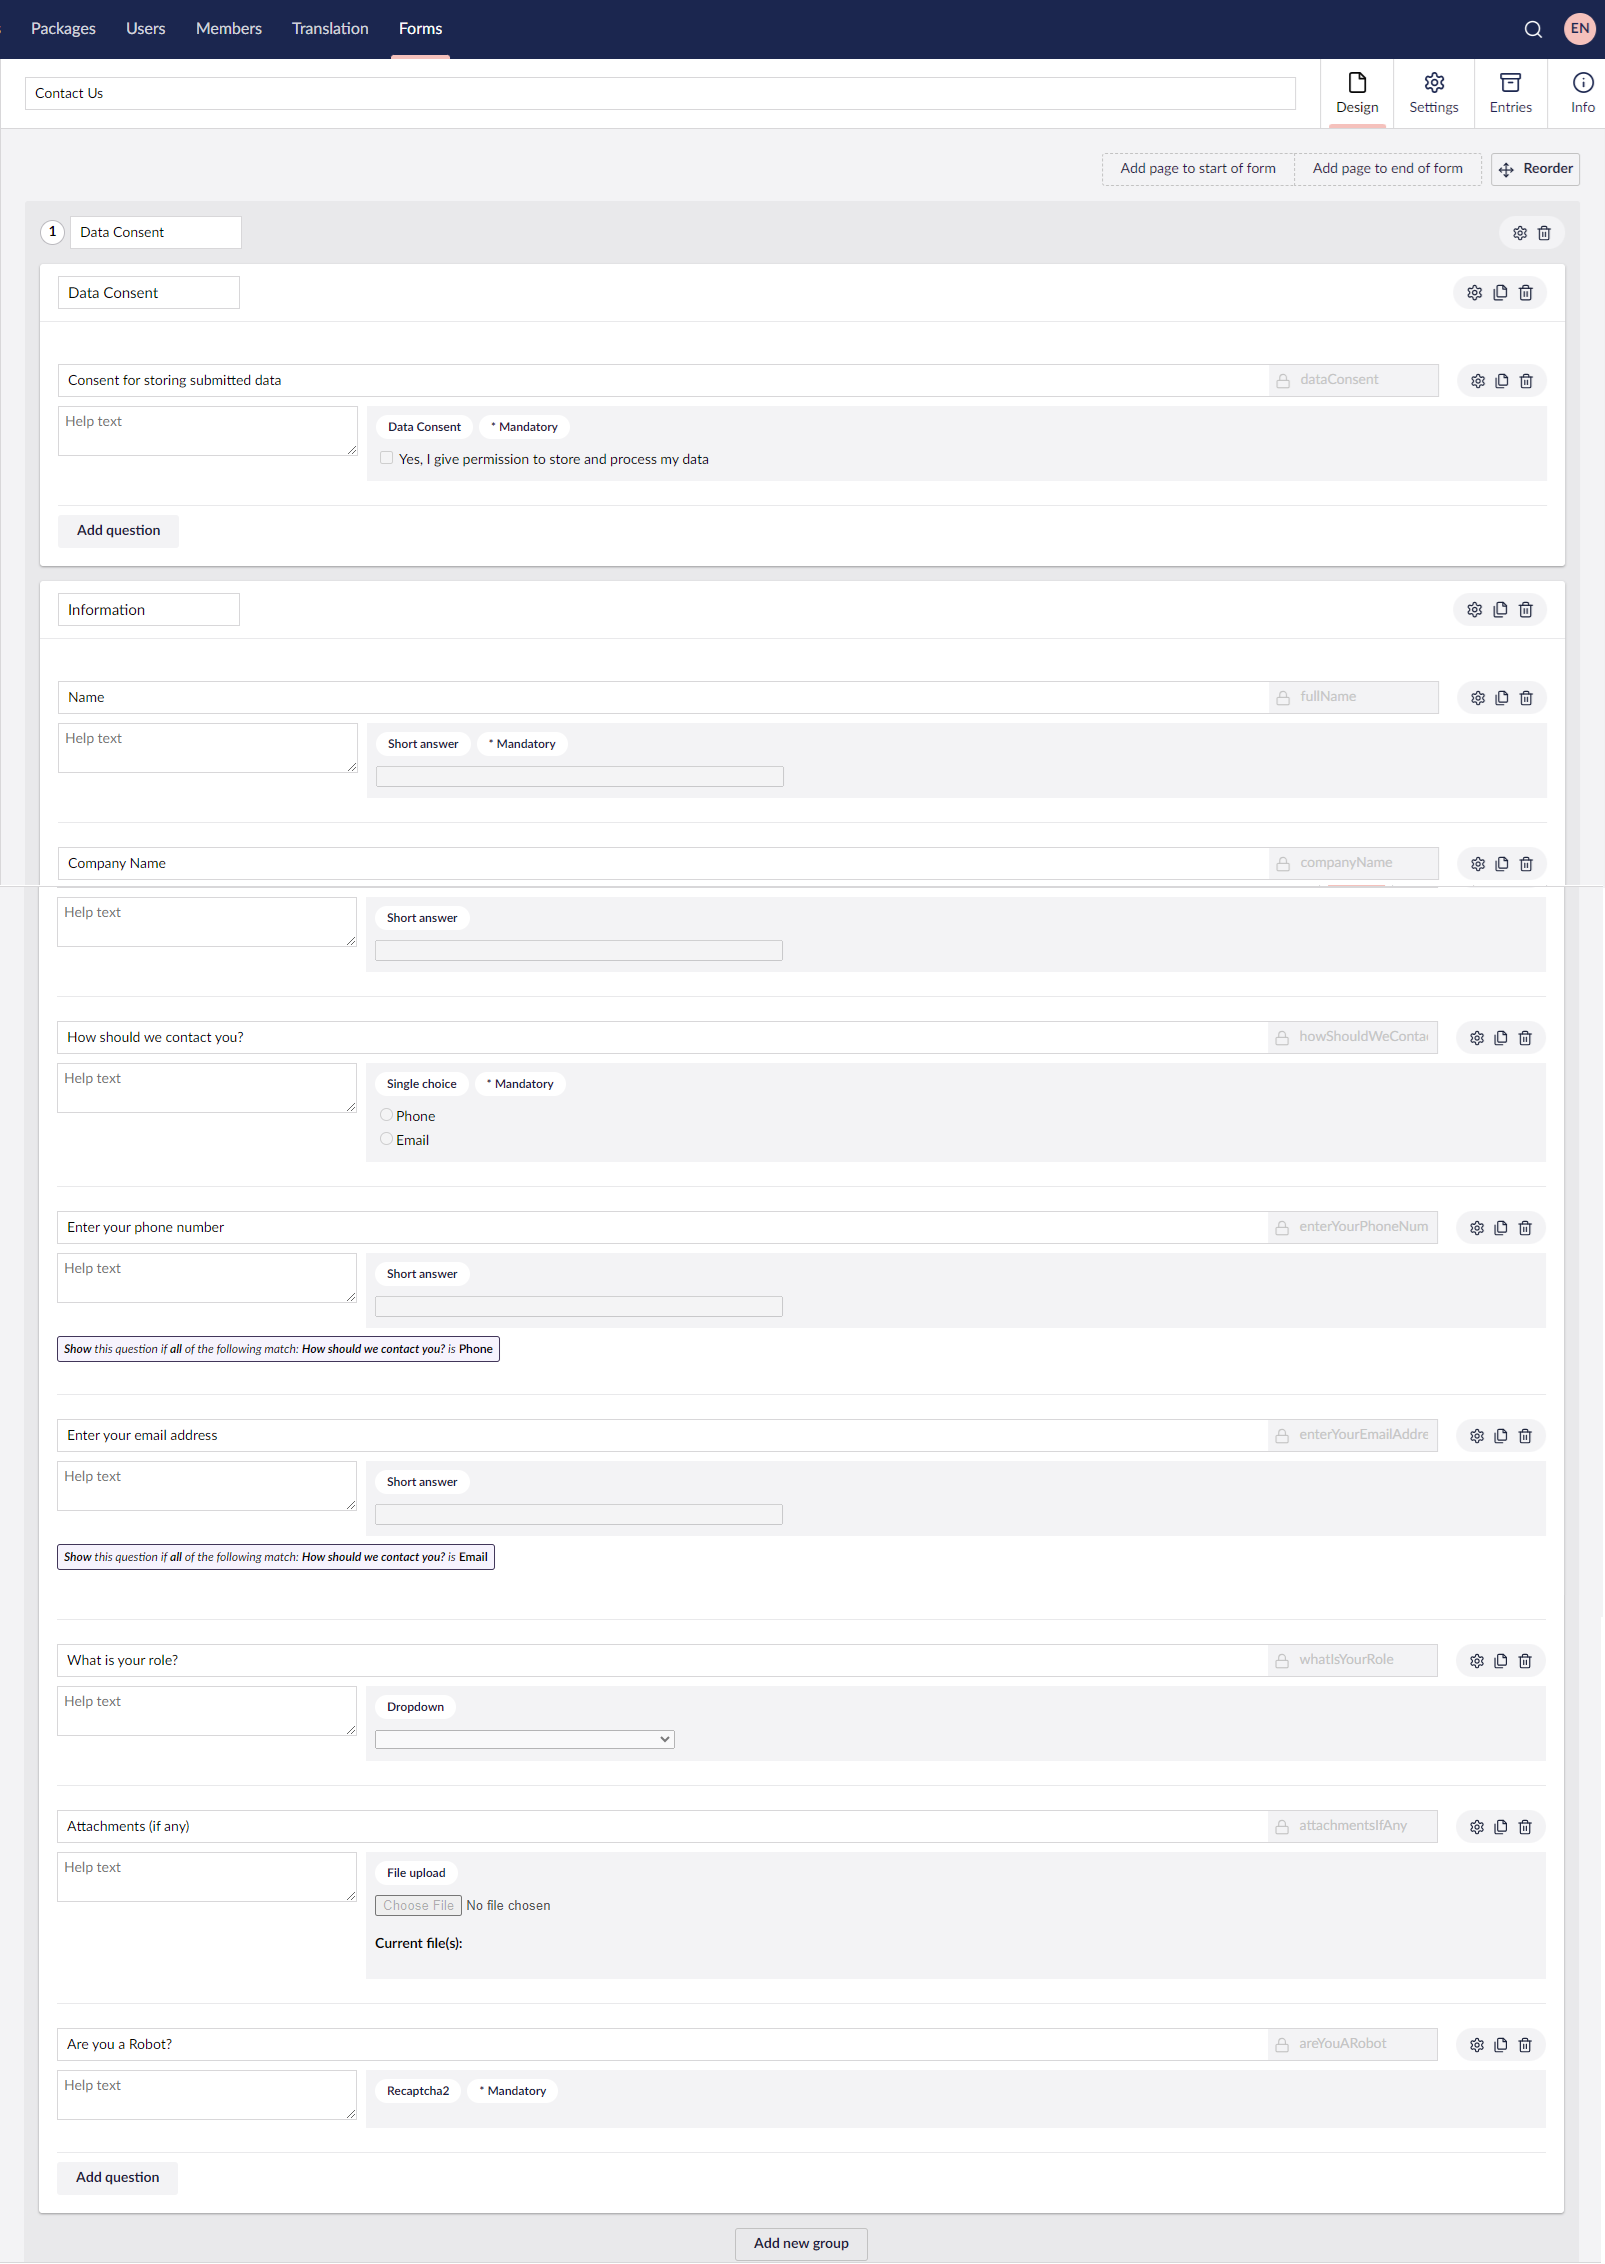 Packages Users Members Translation Forms EN
Contact Us
Design Settings Entries Info
Add page to start of form Add page to end of form Reorder
1 Data Consent
Data Consent
Consent for storing submitted data dataConsent
Help text
Data Consent * Mandatory
Yes, I give permission to store and process my data
Add question
Information
Name fullName
Help text
Short answer * Mandatory
Company Name companyName
Help text
Short answer
How should we contact you? howShouldWeConta
Help text
Single choice * Mandatory
Phone
Email
Enter your phone number enterYourPhoneNum
Help text
Short answer
Show this question if all of the following match: How should we contact you? is Phone
Enter your email address enterYourEmailAddre
Help text
Short answer
Show this question if all of the following match: How should we contact you? is Email
What is your role? whatIsYourRole
Help text
Dropdown
Attachments (if any) attachmentsIfAny
Help text
File upload
Choose File No file chosen
Current file(s):
Are you a Robot? areYouARobot
Help text
Recaptcha2 * Mandatory
Add question
Add new group